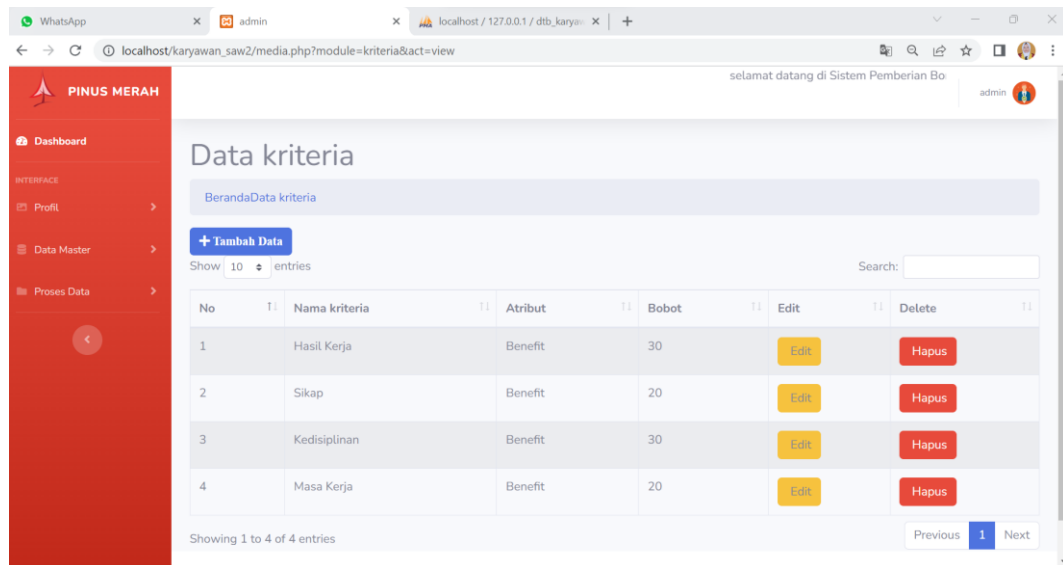 WhatsApp
admin
localhost / 127.0.0.1 / dtb_karyaw
localhost/karyawan_saw2/media.php?module=kriteria&act=view
PINUS MERAH
selamat datang di Sistem Pemberian Bo
admin
Dashboard
Data kriteria
INTERFACE
BerandaData kriteria
Profil
Tambah Data
Data Master
Show 10 entries
Search:
Proses Data
No Nama kriteria Atribut Bobot Edit Delete
1 Hasil Kerja Benefit 30 Edit Hapus
2 Sikap Benefit 20 Edit Hapus
3 Kedisiplinan Benefit 30 Edit Hapus
4 Masa Kerja Benefit 20 Edit Hapus
Showing 1 to 4 of 4 entries
Previous 1 Next